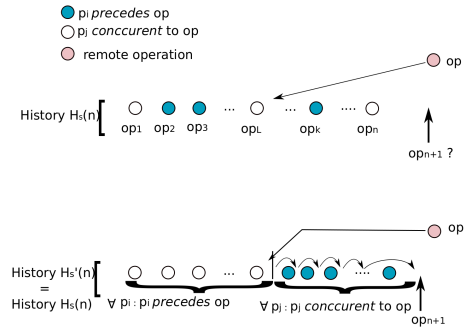 pi precedes op
pj conccurent to op
remote operation
op
History Hs(n)
... ... ....
op1 op2 op3 opL opk opn
opn+1 ?
op
History Hs'(n)
=
History Hs(n)
... ....
∀ pi : pi precedes op ∀ pj : pj conccurent to op
opn+1